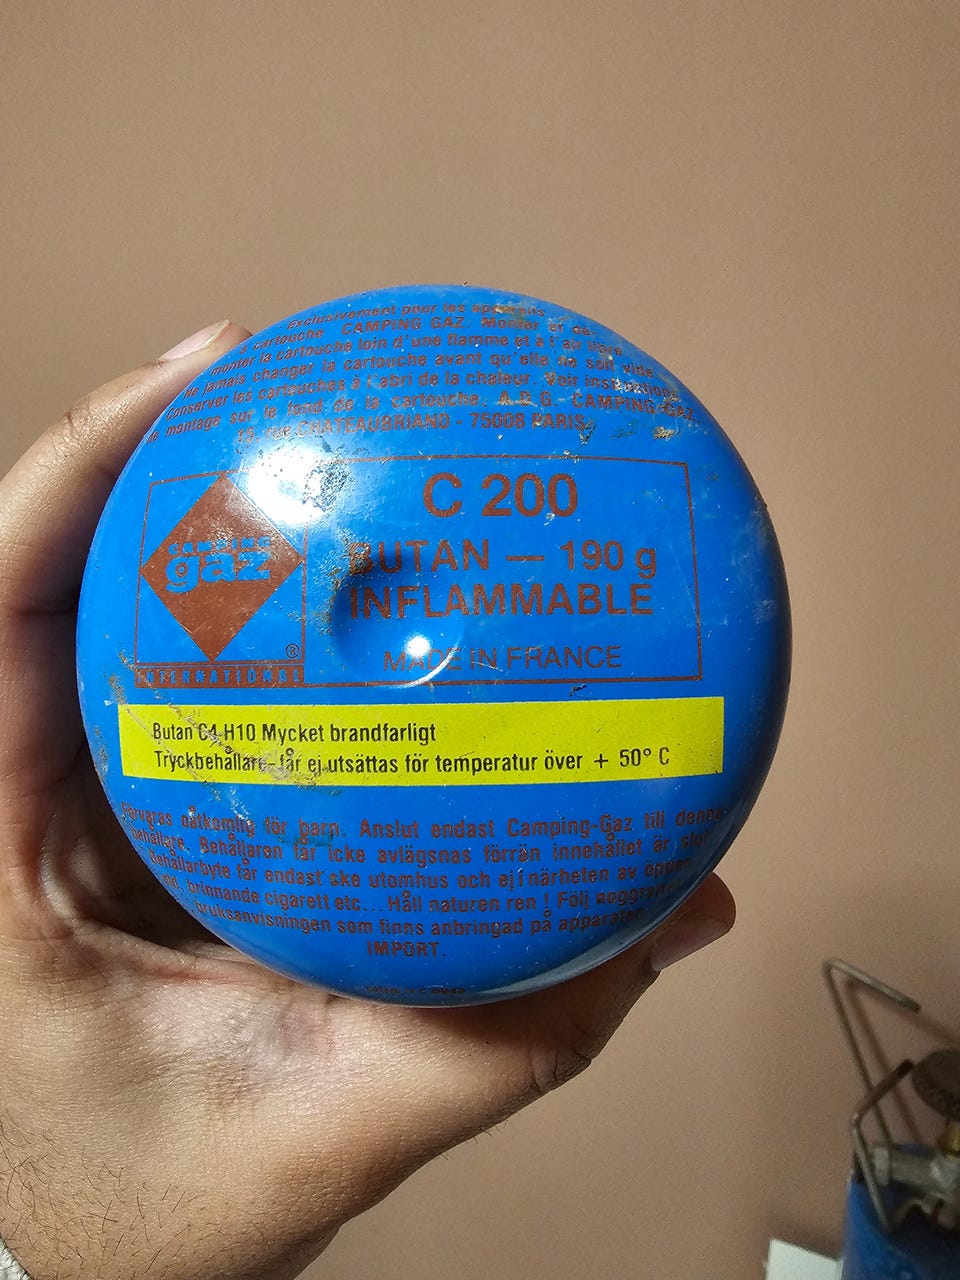 Exclusivement pour les appareils
à cartouche CAMPING GAZ. Monter et dé-
monter la cartouche loin d'une flamme et à l'air libre
ne jamais changer la cartouche avant qu'elle ne soit vide.
Conserver les cartouches à l'abri de la chaleur. Voir instructions
de montage sur le fond de la cartouche. A.D.G. - CAMPING-GAZ
rue CHATEAUBRIAND - 75008 PARIS
CAMPING
gaz
®
INTERNATIONAL
C 200
BUTAN — 190 g
INFLAMMABLE
MADE IN FRANCE
Butan C4 H10 Mycket brandfarligt
Tryckbehållare får ej utsättas för temperatur över + 50° C
Förvaras oåtkomlig för barn. Anslut endast Camping-Gaz till denna
behållare. Behållaren får icke avlägsnas förrän innehållet är slut.
Behållarbyte får endast ske utomhus och ej i närheten av öppen
eld, brinnande cigarett etc... Håll naturen ren ! Följ noggrant
bruksanvisningen som finns anbringad på apparaten.
IMPORT.